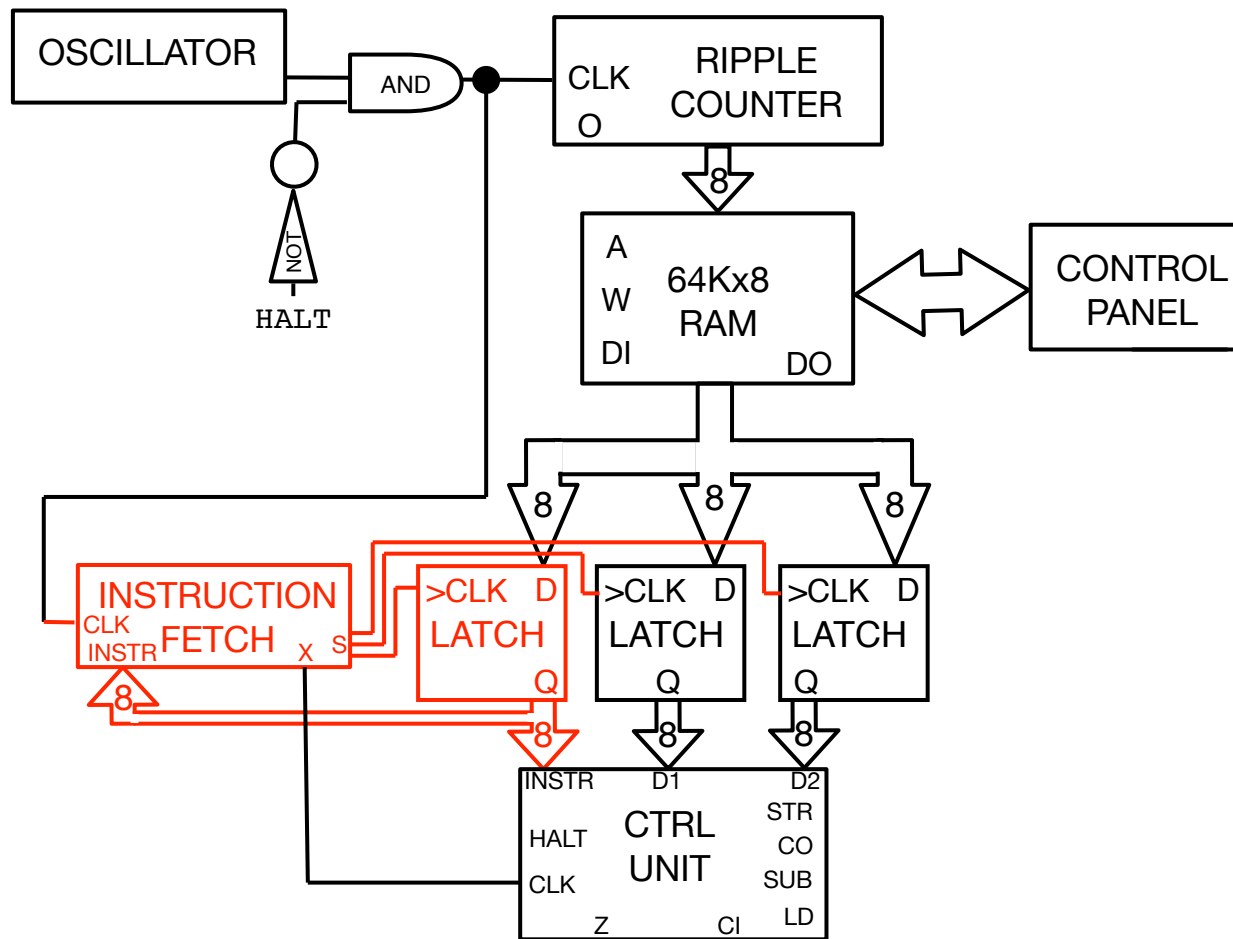 OSCILLATOR
AND
CLK
RIPPLE
COUNTER
O
8
NOT
HALT
A
W
DI
64Kx8
RAM
DO
CONTROL
PANEL
8
8
8
INSTRUCTION
FETCH
CLK
INSTR
X
S
>CLK
D
LATCH
Q
>CLK
D
LATCH
Q
>CLK
D
LATCH
Q
8
8
8
8
INSTR
D1
D2
HALT
CLK
CTRL
UNIT
STR
CO
SUB
LD
Z
CI